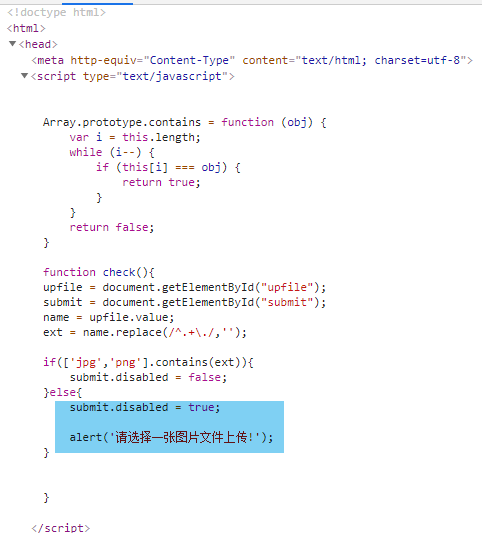 <!doctype html>
<html>
▼<head>
<meta http-equiv="Content-Type" content="text/html; charset=utf-8">
▼<script type="text/javascript">
Array.prototype.contains = function (obj) {
var i = this.length;
while (i--) {
if (this[i] === obj) {
return true;
}
}
return false;
}
function check(){
upfile = document.getElementById("upfile");
submit = document.getElementById("submit");
name = upfile.value;
ext = name.replace(/^.+\./,'');
if(['jpg','png'].contains(ext)){
submit.disabled = false;
}else{
submit.disabled = true;
alert('请选择一张图片文件上传!');
}
}
</script>